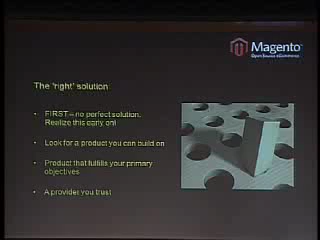 Magento
Open Source eCommerce
The 'right' solution
• FIRST – no perfect solution.
Realize this early on!
• Look for a product you can build on
• Product that fulfills your primary
objectives
• A provider you trust